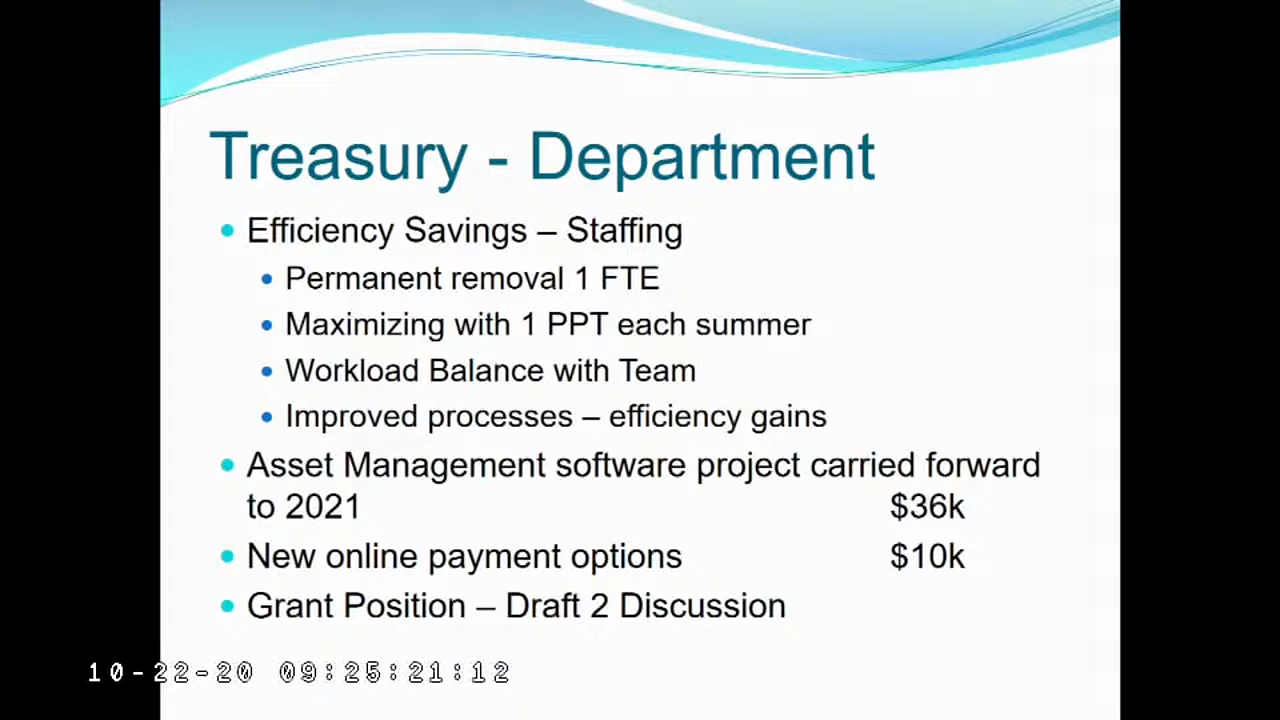 Treasury - Department
• Efficiency Savings – Staffing
• Permanent removal 1 FTE
• Maximizing with 1 PPT each summer
• Workload Balance with Team
• Improved processes – efficiency gains
• Asset Management software project carried forward
to 2021 $36k
• New online payment options $10k
• Grant Position – Draft 2 Discussion
10-22-20 09:25:21:12